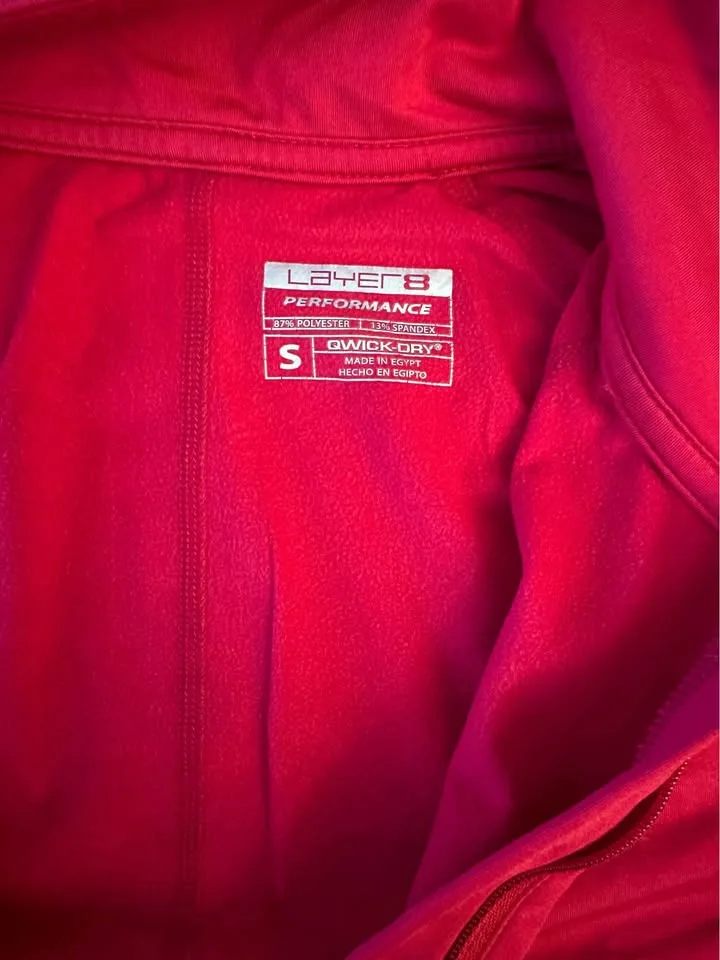 Layer8
PERFORMANCE
87% POLYESTER | 13% SPANDEX
S
QWICK-DRY®
MADE IN EGYPT
HECHO EN EGIPTO